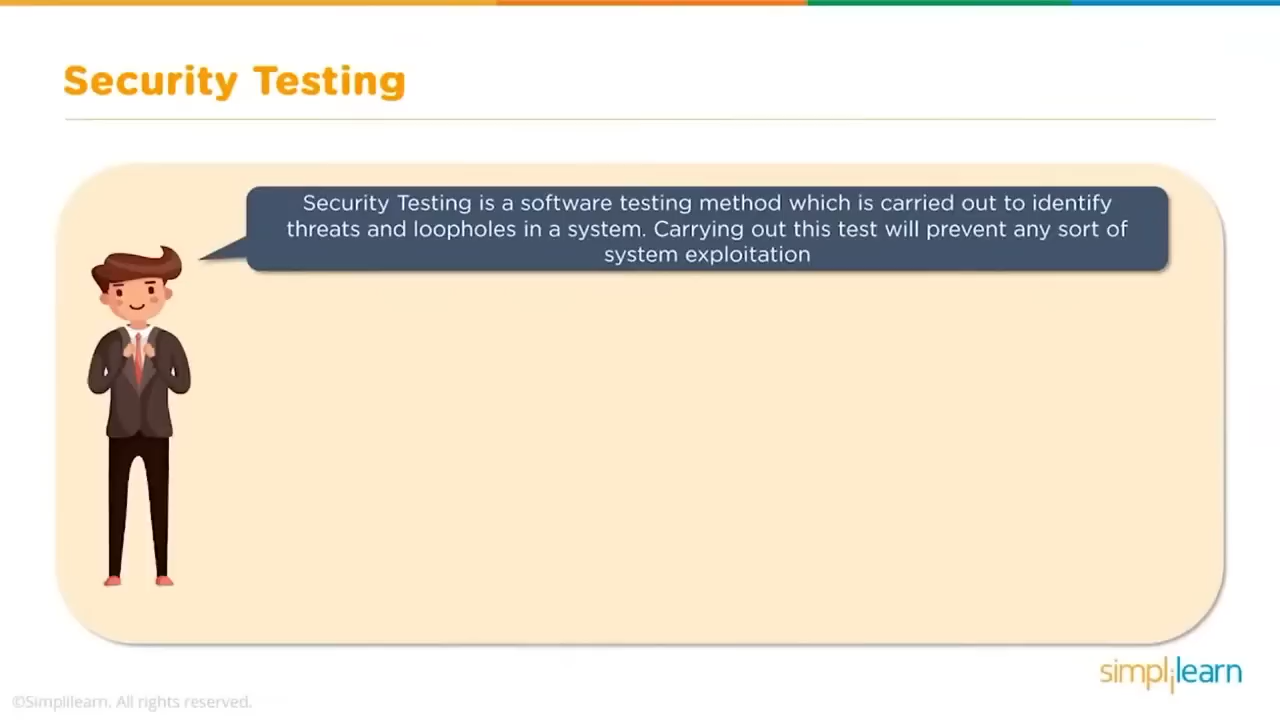 Security Testing
Security Testing is a software testing method which is carried out to identify
threats and loopholes in a system. Carrying out this test will prevent any sort of
system exploitation
simplilearn
©Simplilearn. All rights reserved.